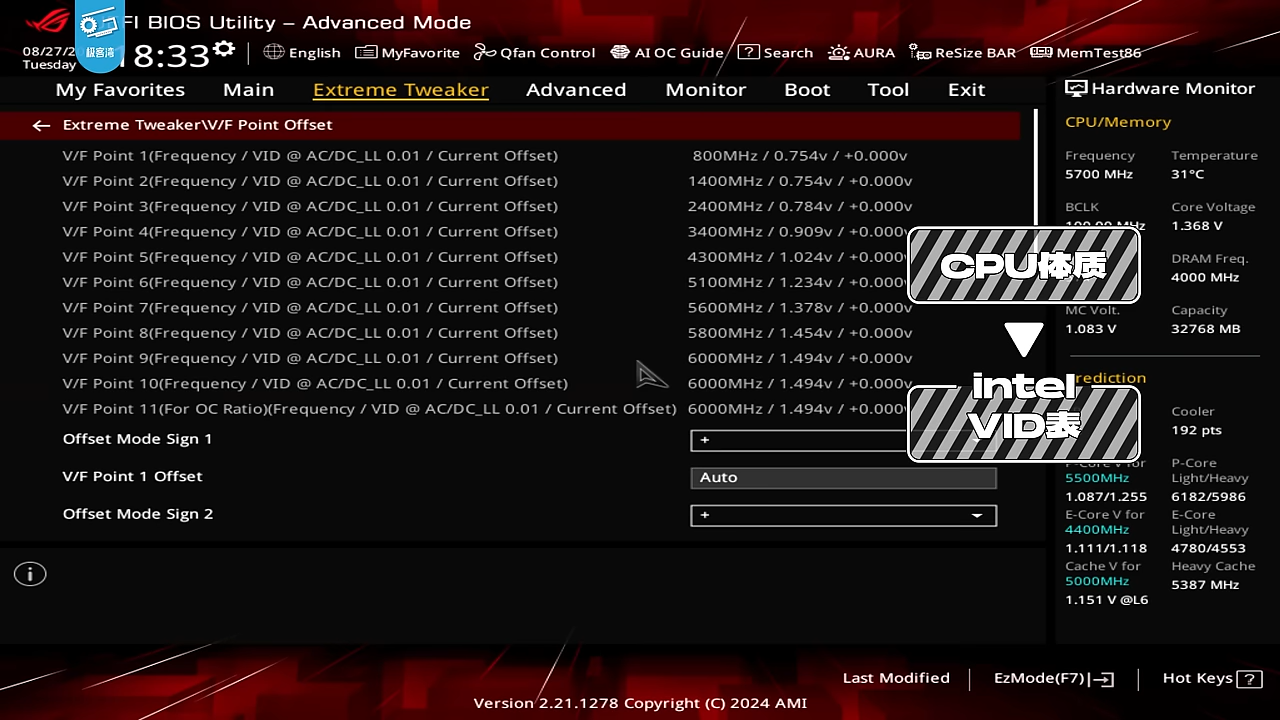 FI BIOS Utility – Advanced Mode
极客湾
08/27/2
Tuesday
18:33
English
MyFavorite
Qfan Control
AI OC Guide
Search
AURA
ReSize BAR
MemTest86
My Favorites
Main
Extreme Tweaker
Advanced
Monitor
Boot
Tool
Exit
Extreme Tweaker\V/F Point Offset
V/F Point 1(Frequency / VID @ AC/DC_LL 0.01 / Current Offset) 800MHz / 0.754v / +0.000v
V/F Point 2(Frequency / VID @ AC/DC_LL 0.01 / Current Offset) 1400MHz / 0.754v / +0.000v
V/F Point 3(Frequency / VID @ AC/DC_LL 0.01 / Current Offset) 2400MHz / 0.784v / +0.000v
V/F Point 4(Frequency / VID @ AC/DC_LL 0.01 / Current Offset) 3400MHz / 0.909v / +0.000v
V/F Point 5(Frequency / VID @ AC/DC_LL 0.01 / Current Offset) 4300MHz / 1.024v / +0.000v
V/F Point 6(Frequency / VID @ AC/DC_LL 0.01 / Current Offset) 5100MHz / 1.234v / +0.000v
V/F Point 7(Frequency / VID @ AC/DC_LL 0.01 / Current Offset) 5600MHz / 1.378v / +0.000v
V/F Point 8(Frequency / VID @ AC/DC_LL 0.01 / Current Offset) 5800MHz / 1.454v / +0.000v
V/F Point 9(Frequency / VID @ AC/DC_LL 0.01 / Current Offset) 6000MHz / 1.494v / +0.000v
V/F Point 10(Frequency / VID @ AC/DC_LL 0.01 / Current Offset) 6000MHz / 1.494v / +0.000v
V/F Point 11(For OC Ratio)(Frequency / VID @ AC/DC_LL 0.01 / Current Offset) 6000MHz / 1.494v / +0.000v
Offset Mode Sign 1 +
V/F Point 1 Offset Auto
Offset Mode Sign 2 +
CPU体质
intel
VID表
Hardware Monitor
CPU/Memory
Frequency Temperature
5700 MHz 31°C
BCLK Core Voltage
100.00 MHz 1.368 V
DRAM Freq.
4000 MHz
MC Volt. Capacity
1.083 V 32768 MB
rediction
Cooler
192 pts
P-Core V for P-Core
5500MHz Light/Heavy
1.087/1.255 6182/5986
E-Core V for E-Core
4400MHz Light/Heavy
1.111/1.118 4780/4553
Cache V for Heavy Cache
5000MHz 5387 MHz
1.151 V @L6
Last Modified
EzMode(F7)
Hot Keys ?
Version 2.21.1278 Copyright (C) 2024 AMI